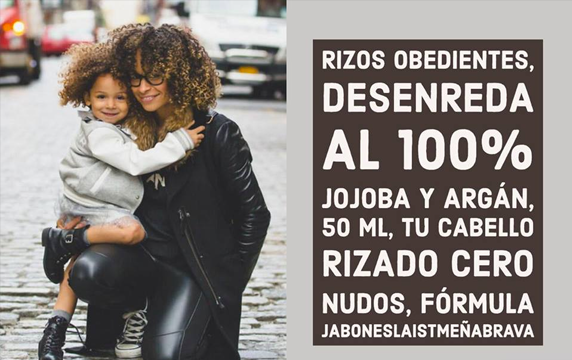 RIZOS OBEDIENTES,
DESENREDA
AL 100%
JOJOBA Y ARGÁN,
50 ML, TU CABELLO
RIZADO CERO
NUDOS, FÓRMULA
JABONESLAISTMEÑABRAVA